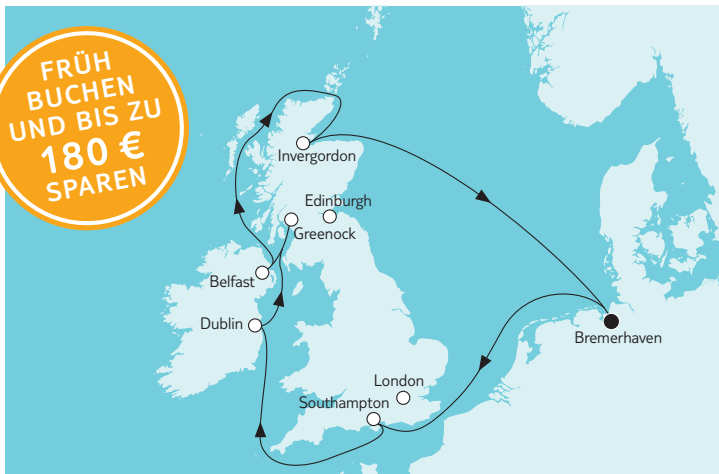 FRÜH
BUCHEN
UND BIS ZU
180 €
SPAREN
Invergordon
Edinburgh
Greenock
Belfast
Dublin
Bremerhaven
London
Southampton